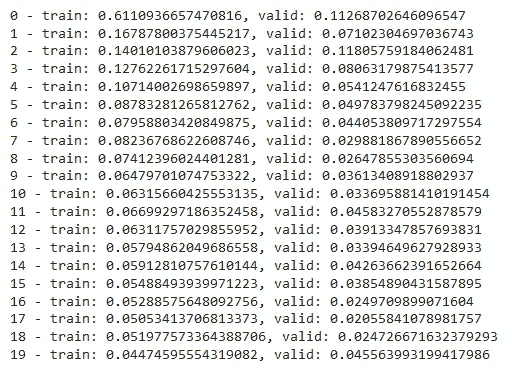 0 - train: 0.6110936657470816, valid: 0.11268702646096547
1 - train: 0.16787800375445217, valid: 0.07102304697036743
2 - train: 0.14010103879606023, valid: 0.11805759184062481
3 - train: 0.12762261715297604, valid: 0.08063179875413577
4 - train: 0.10714002698659897, valid: 0.0541247616832455
5 - train: 0.08783281265812762, valid: 0.049783798245092235
6 - train: 0.07958803420849875, valid: 0.044053809717297554
7 - train: 0.08236768622608746, valid: 0.029881867890556652
8 - train: 0.07412396024401281, valid: 0.02647855303560694
9 - train: 0.06479701074753322, valid: 0.03613408918802937
10 - train: 0.06315660425553135, valid: 0.033695881410191454
11 - train: 0.06699297186352458, valid: 0.04583270552878579
12 - train: 0.06311757029855952, valid: 0.03913347857693831
13 - train: 0.05794862049686558, valid: 0.03394649627928933
14 - train: 0.05912810757610144, valid: 0.04263662391652664
15 - train: 0.05488493939971223, valid: 0.03854890431587895
16 - train: 0.05288575648092756, valid: 0.0249709899071604
17 - train: 0.05053413706813373, valid: 0.02055841078981757
18 - train: 0.051977573364388706, valid: 0.024726671632379293
19 - train: 0.04474595554319082, valid: 0.045563993199417986